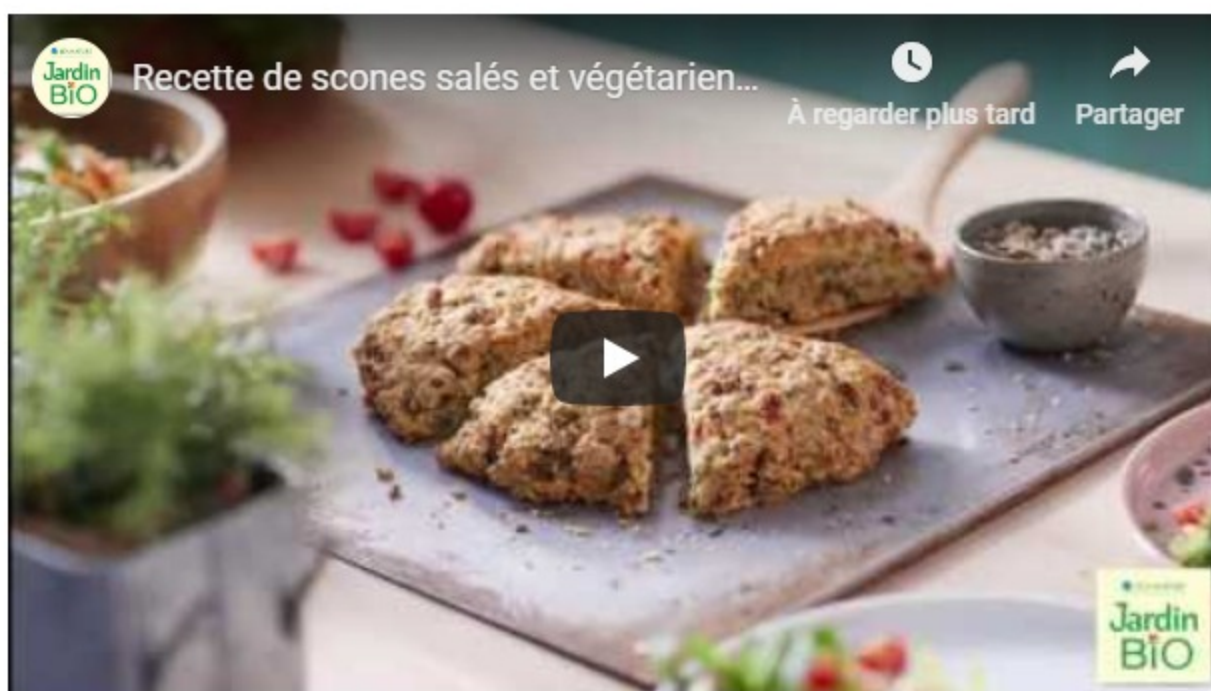 Jardin
BiO
Recette de scones salés et végétarien...
À regarder plus tard
Partager
Jardin
BiO